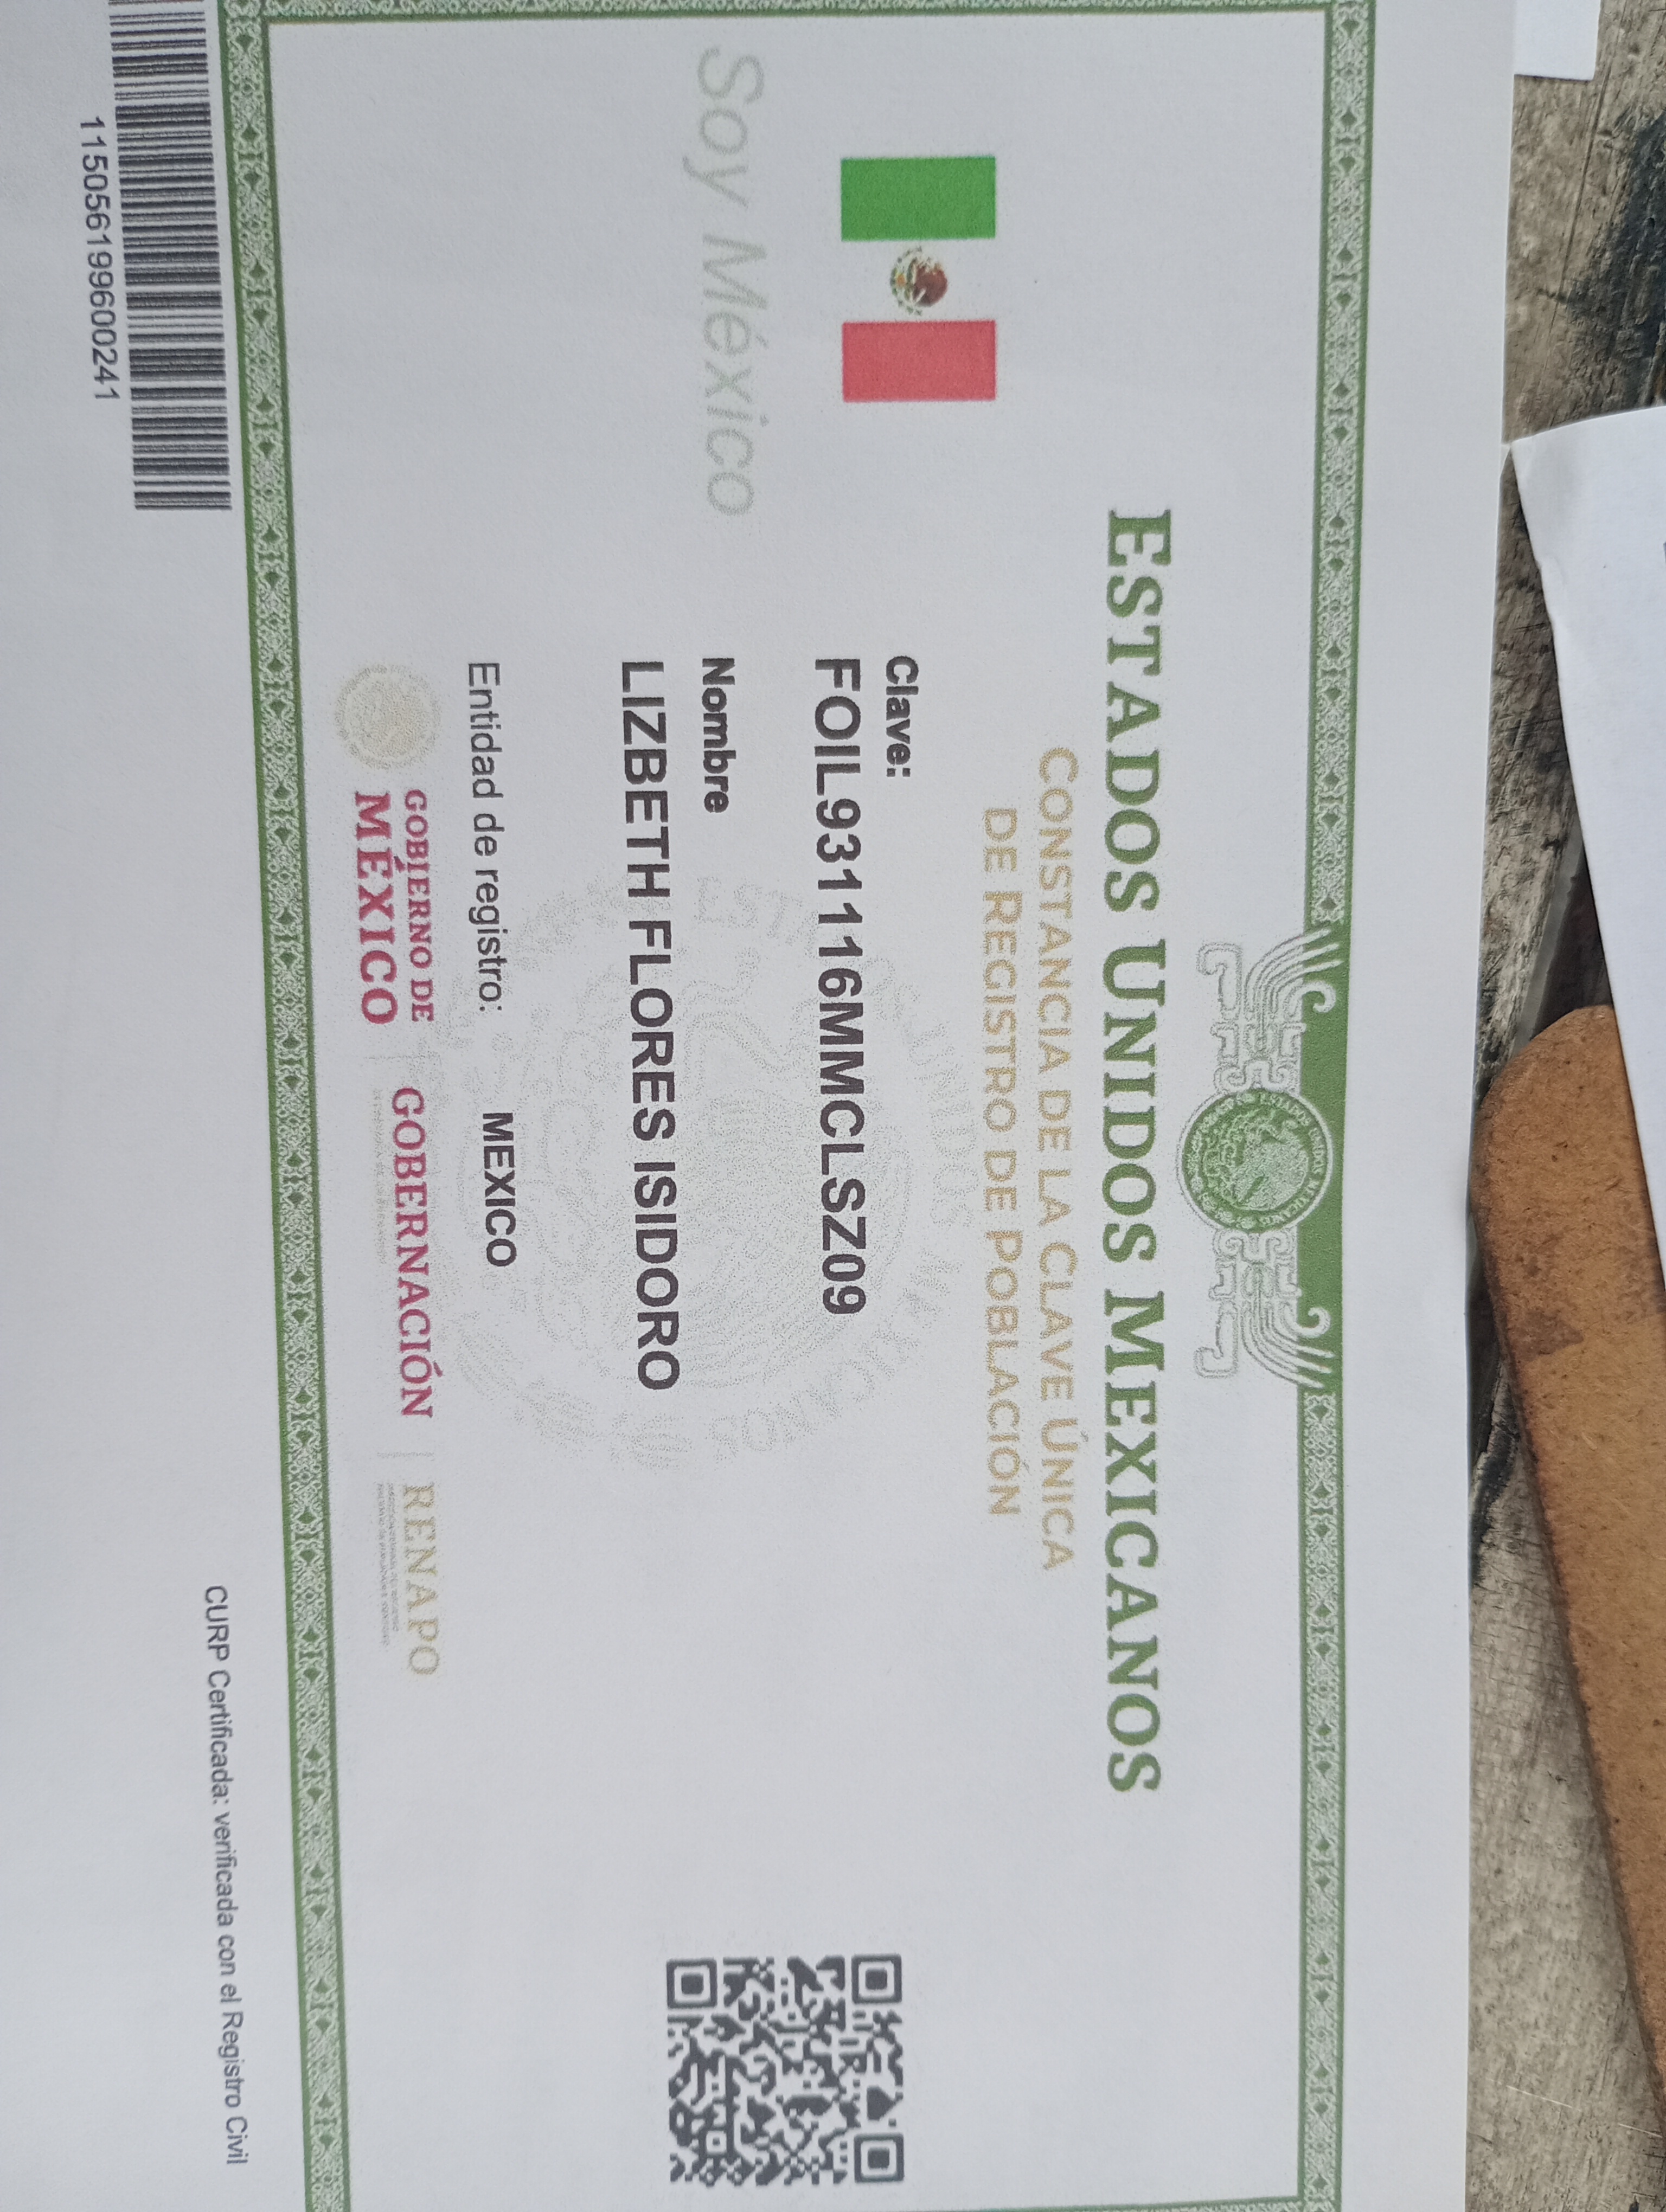 ESTADOS UNIDOS MEXICANOS
CONSTANCIA DE LA CLAVE ÚNICA
DE REGISTRO DE POBLACIÓN
Clave:
FOIL931116MMCLSZ09
Nombre
LIZBETH FLORES ISIDORO
Entidad de registro: MEXICO
Soy México
GOBIERNO DE
MÉXICO
GOBERNACIÓN
RENAPO
115056199600241
CURP Certificada: verificada con el Registro Civil